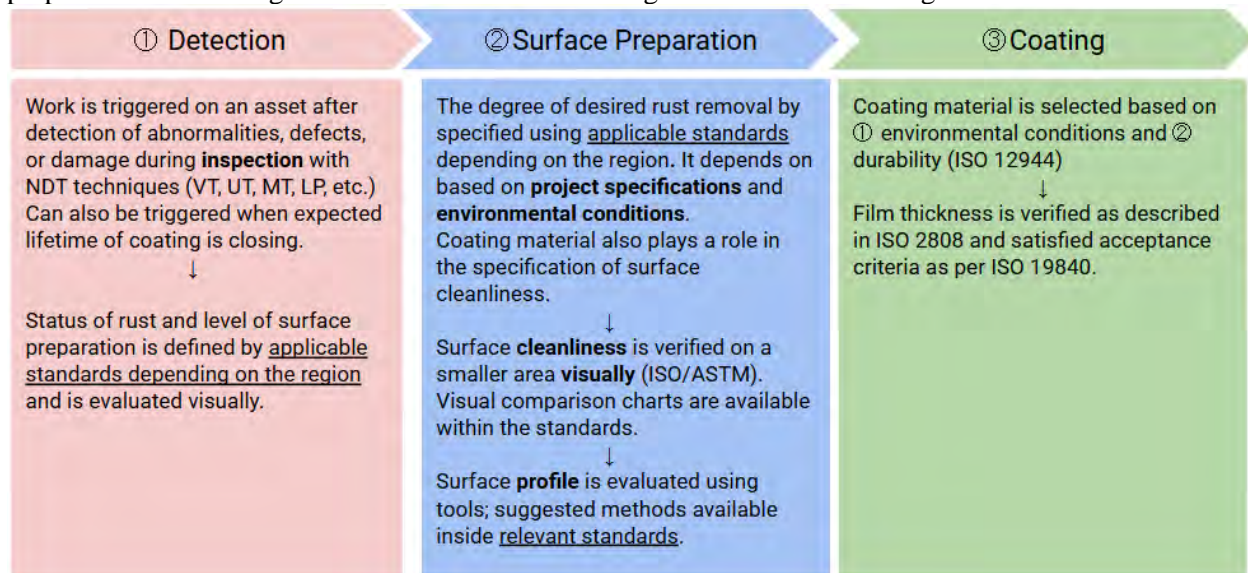 ① Detection
② Surface Preparation
③ Coating
Work is triggered on an asset after
detection of abnormalities, defects,
or damage during inspection with
NDT techniques (VT, UT, MT, LP, etc.)
Can also be triggered when expected
lifetime of coating is closing.
↓
Status of rust and level of surface
preparation is defined by applicable
standards depending on the region
and is evaluated visually.
The degree of desired rust removal by
specified using applicable standards
depending on the region. It depends on
based on project specifications and
environmental conditions.
Coating material also plays a role in
the specification of surface
cleanliness.
↓
Surface cleanliness is verified on a
smaller area visually (ISO/ASTM).
Visual comparison charts are available
within the standards.
↓
Surface profile is evaluated using
tools; suggested methods available
inside relevant standards.
Coating material is selected based on
① environmental conditions and ②
durability (ISO 12944)
↓
Film thickness is verified as described
in ISO 2808 and satisfied acceptance
criteria as per ISO 19840.